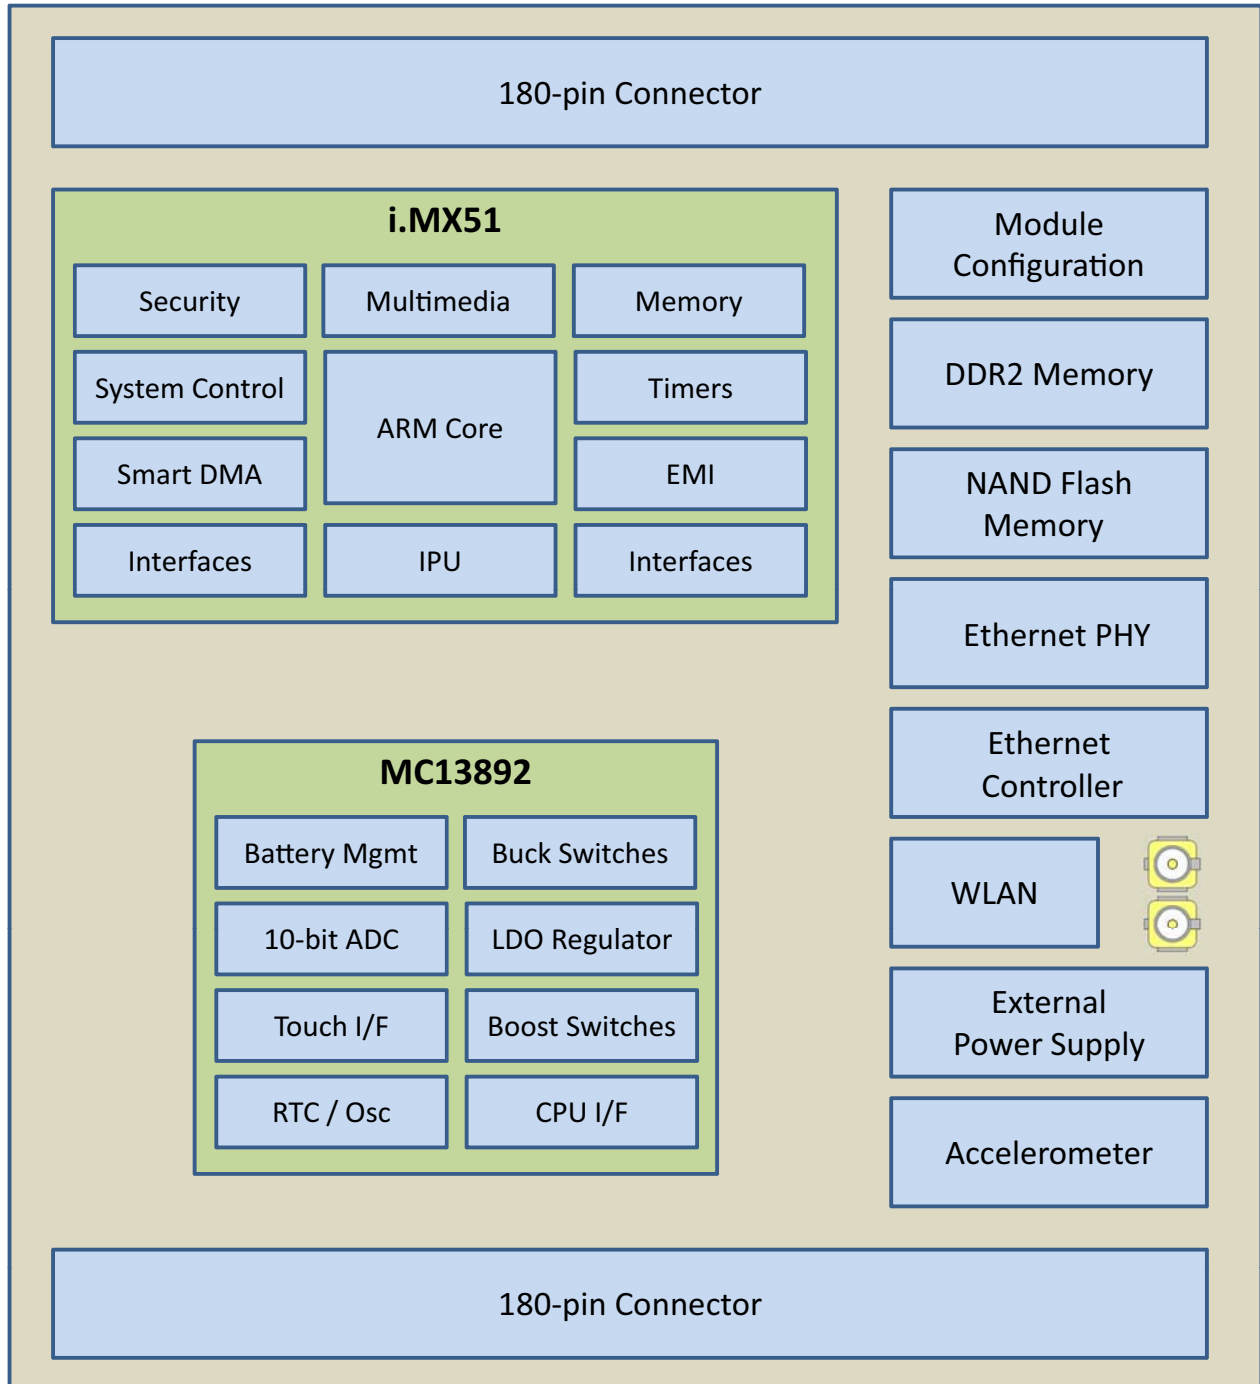 180-pin Connector
i.MX51
Security
Multimedia
Memory
System Control
ARM Core
Timers
Smart DMA
EMI
Interfaces
IPU
Interfaces
Module
Configuration
DDR2 Memory
NAND Flash
Memory
Ethernet PHY
Ethernet
Controller
WLAN
External
Power Supply
Accelerometer
MC13892
Battery Mgmt
Buck Switches
10-bit ADC
LDO Regulator
Touch I/F
Boost Switches
RTC / Osc
CPU I/F
180-pin Connector